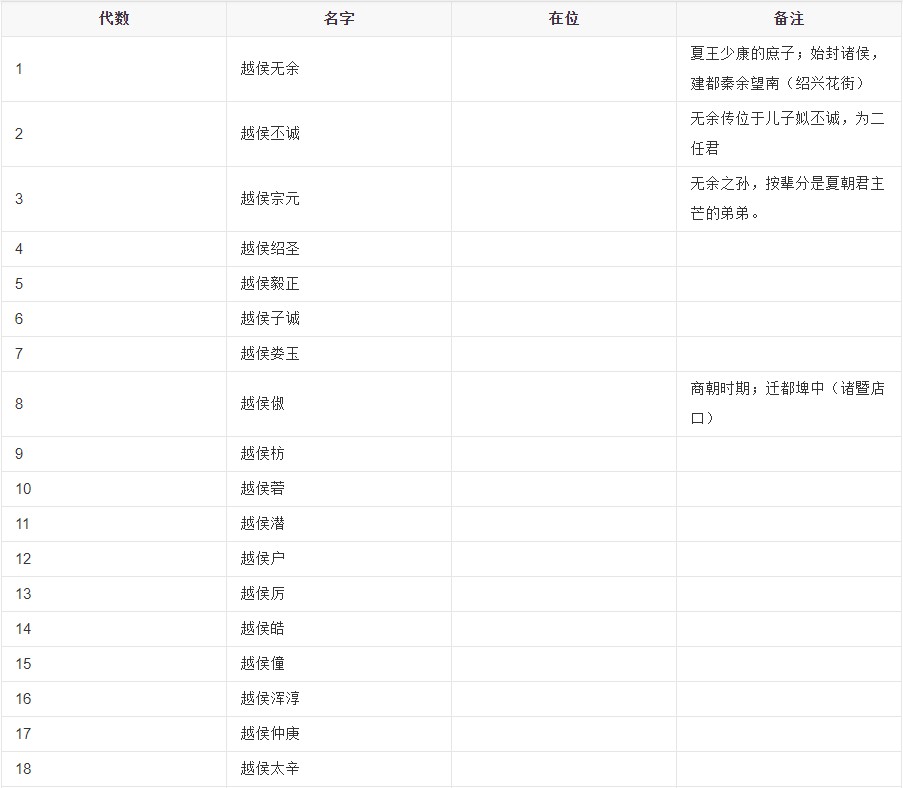 代数 名字 在位 备注
1 越侯无余 夏王少康的庶子；始封诸侯，
建都秦余望南（绍兴花街）
2 越侯丕诚 无余传位于儿子姒丕诚，为二
任君
3 越侯宗元 无余之孙，按辈分是夏朝君主
芒的弟弟。
4 越侯绍圣
5 越侯毅正
6 越侯子诚
7 越侯娄玉
8 越侯俶 商朝时期；迁都埤中（诸暨店
口）
9 越侯枋
10 越侯菪
11 越侯潜
12 越侯户
13 越侯厉
14 越侯皓
15 越侯僮
16 越侯浑淳
17 越侯仲庚
18 越侯太辛